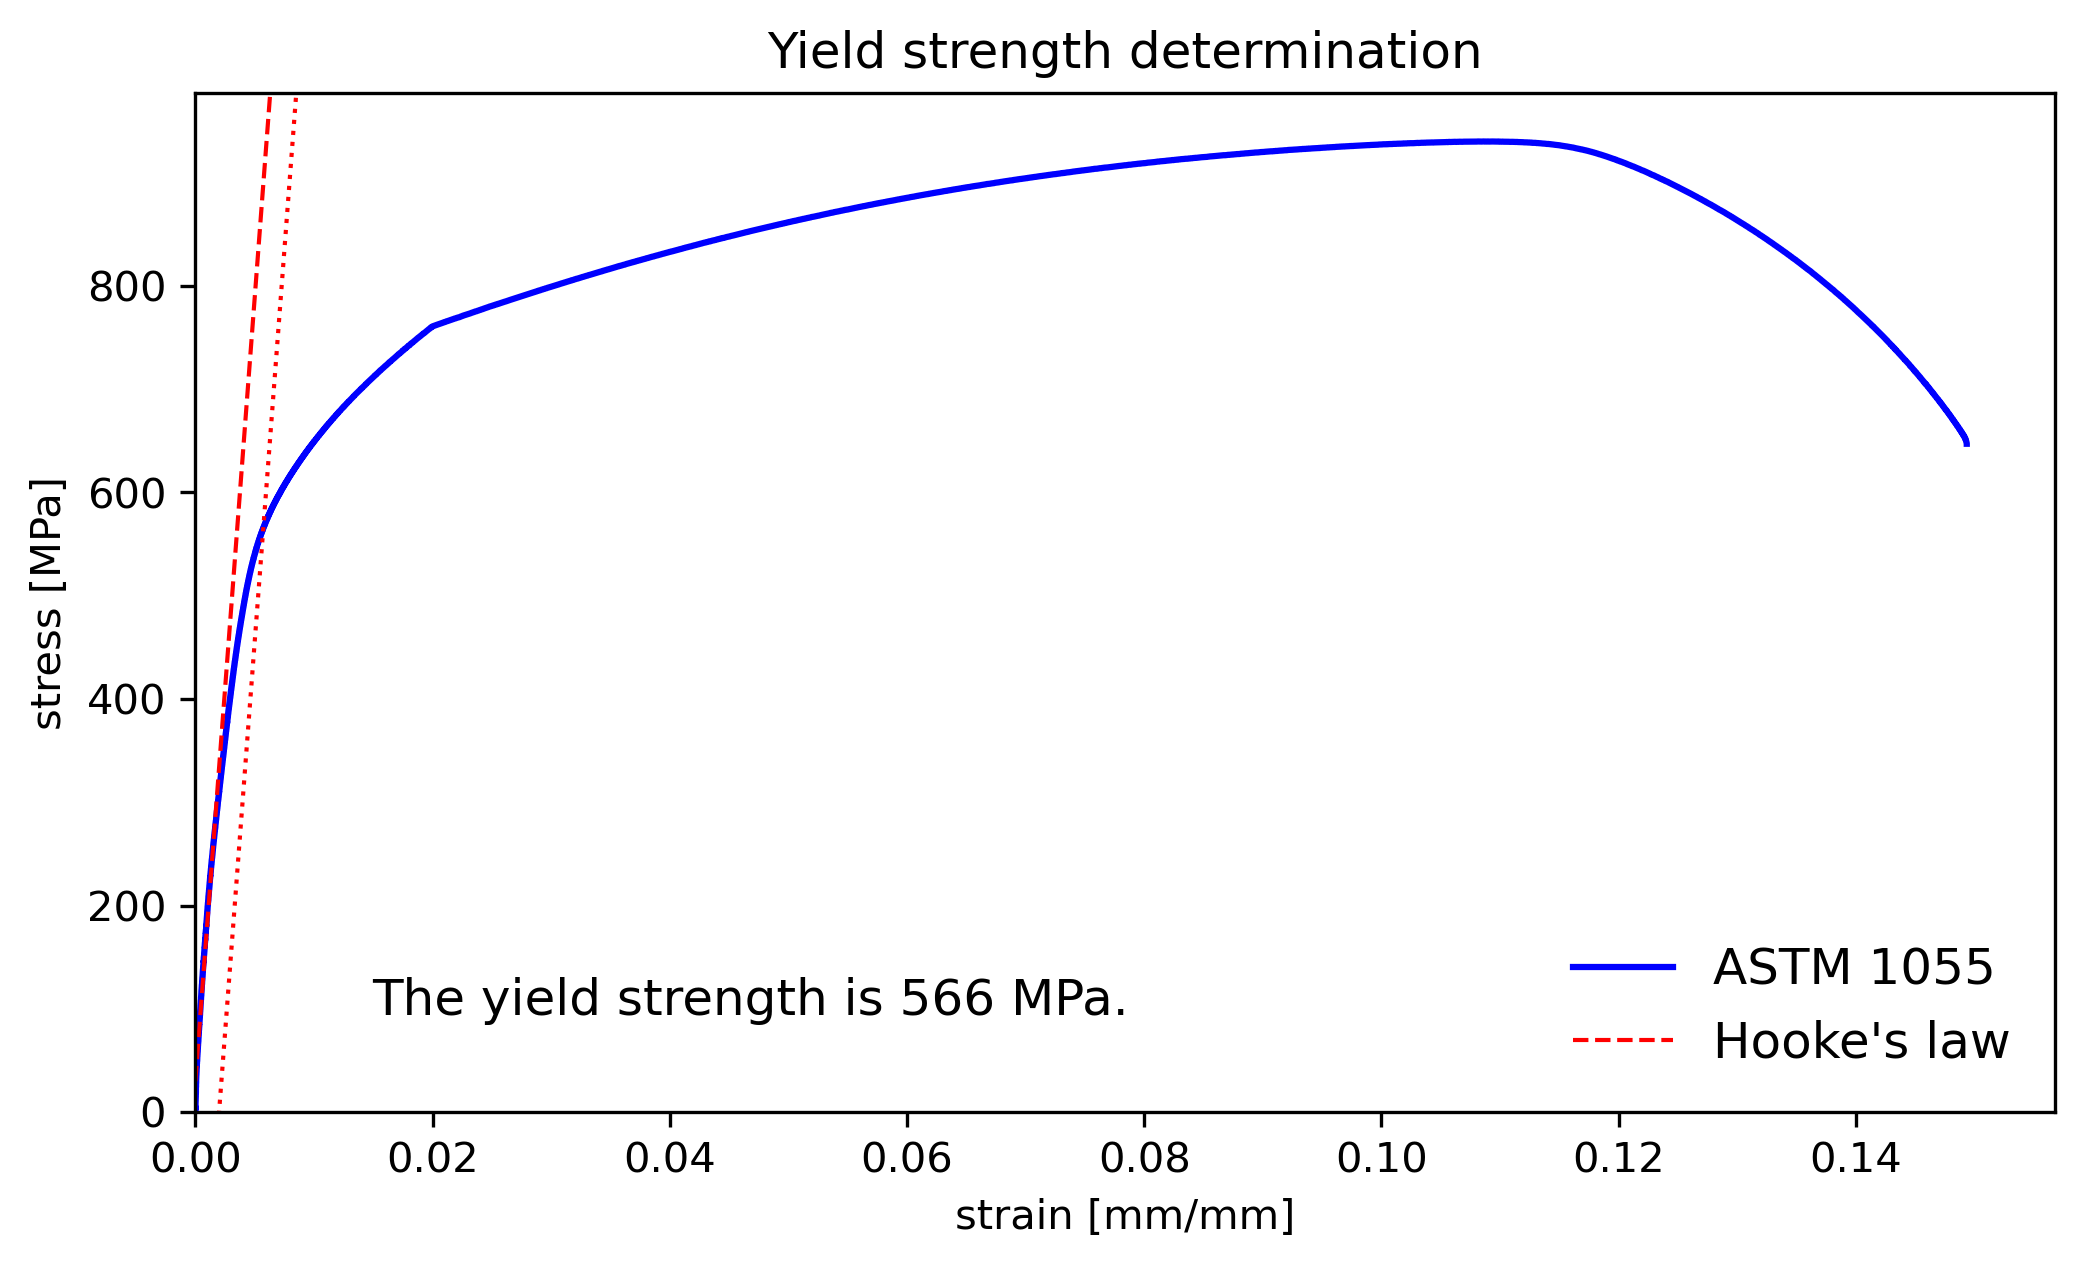 Yield strength determination
stress [MPa]
800
600
400
200
0
The yield strength is 566 MPa.
ASTM 1055
Hooke's law
0.00 0.02 0.04 0.06 0.08 0.10 0.12 0.14
strain [mm/mm]